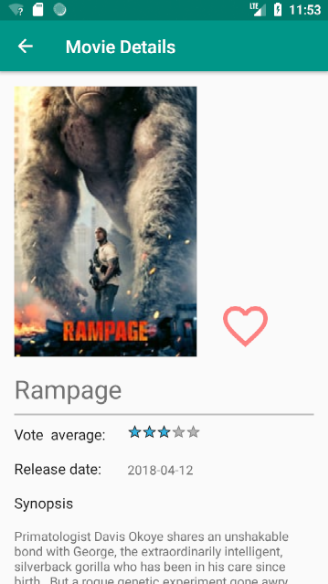 LTE 11:53
Movie Details
RAMPAGE
Rampage
Vote average:
Release date: 2018-04-12
Synopsis
Primatologist Davis Okoye shares an unshakable
bond with George, the extraordinarily intelligent,
silverback gorilla who has been in his care since
birth. But a rogue genetic experiment gone awry